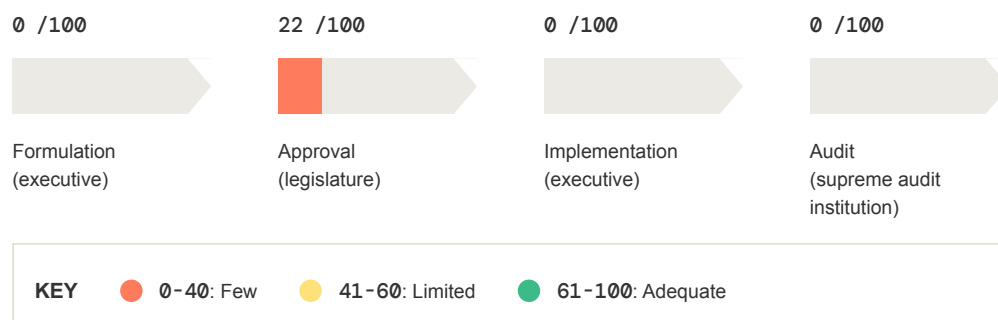 0 /100
22 /100
0 /100
0 /100
Formulation
(executive)
Approval
(legislature)
Implementation
(executive)
Audit
(supreme audit
institution)
KEY
0-40: Few
41-60: Limited
61-100: Adequate